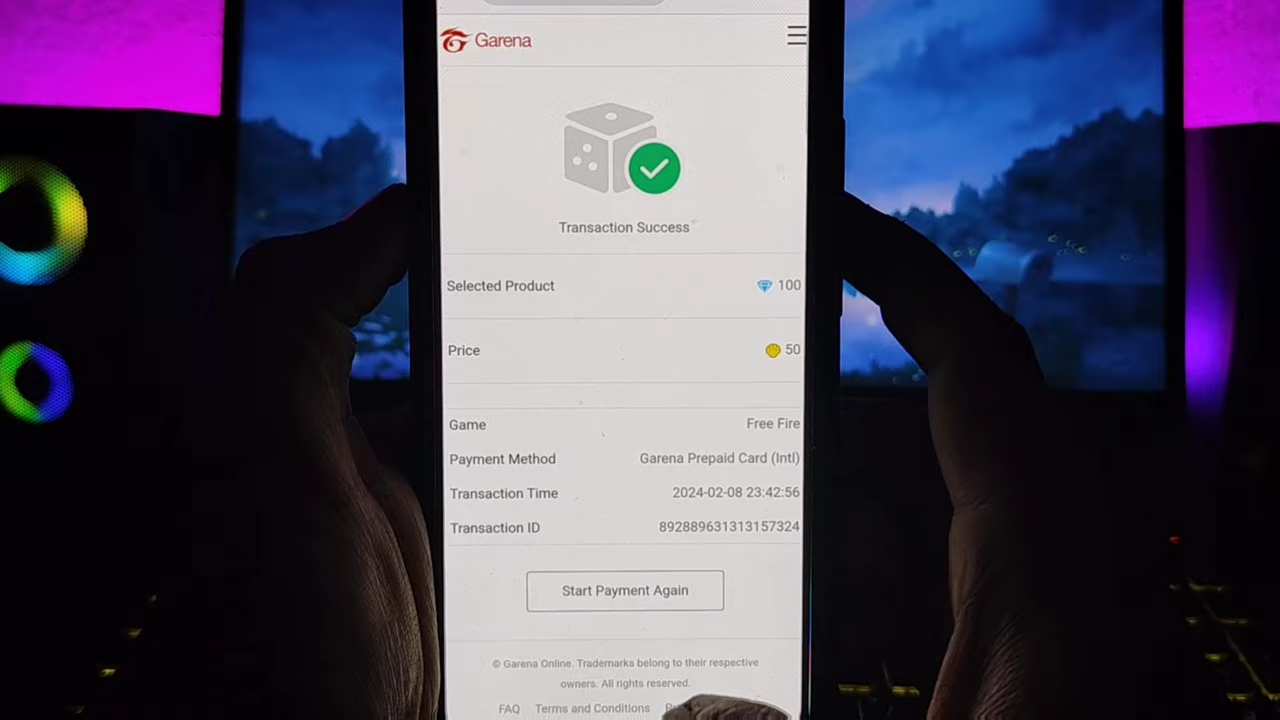 Garena
Transaction Success
Selected Product 100
Price 50
Game Free Fire
Payment Method Garena Prepaid Card (Intl)
Transaction Time 2024-02-08 23:42:56
Transaction ID 892889631313157324
Start Payment Again
© Garena Online. Trademarks belong to their respective
owners. All rights reserved.
FAQ Terms and Conditions